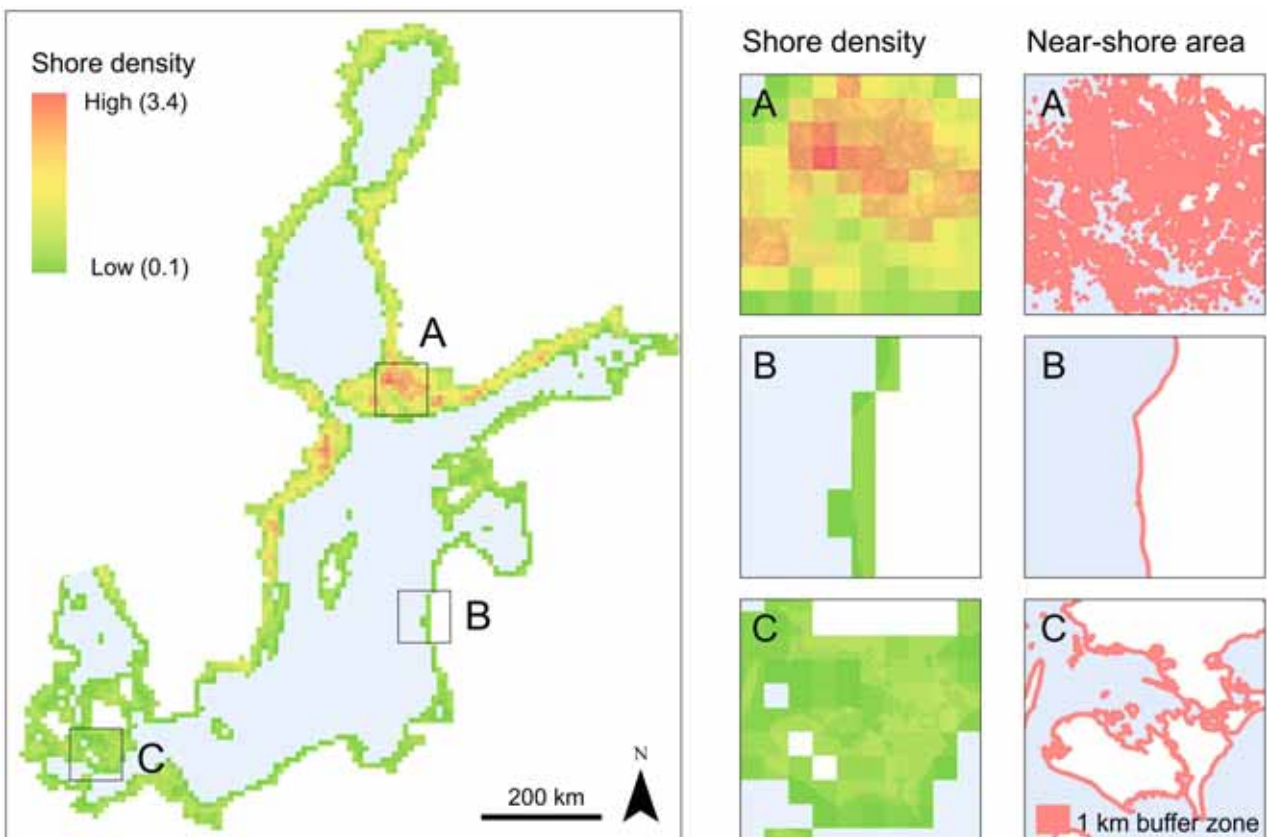 Shore density
High (3.4)
Low (0.1)
A
B
C
N
200 km
Shore density
Near-shore area
A
A
B
B
C
C
1 km buffer zone